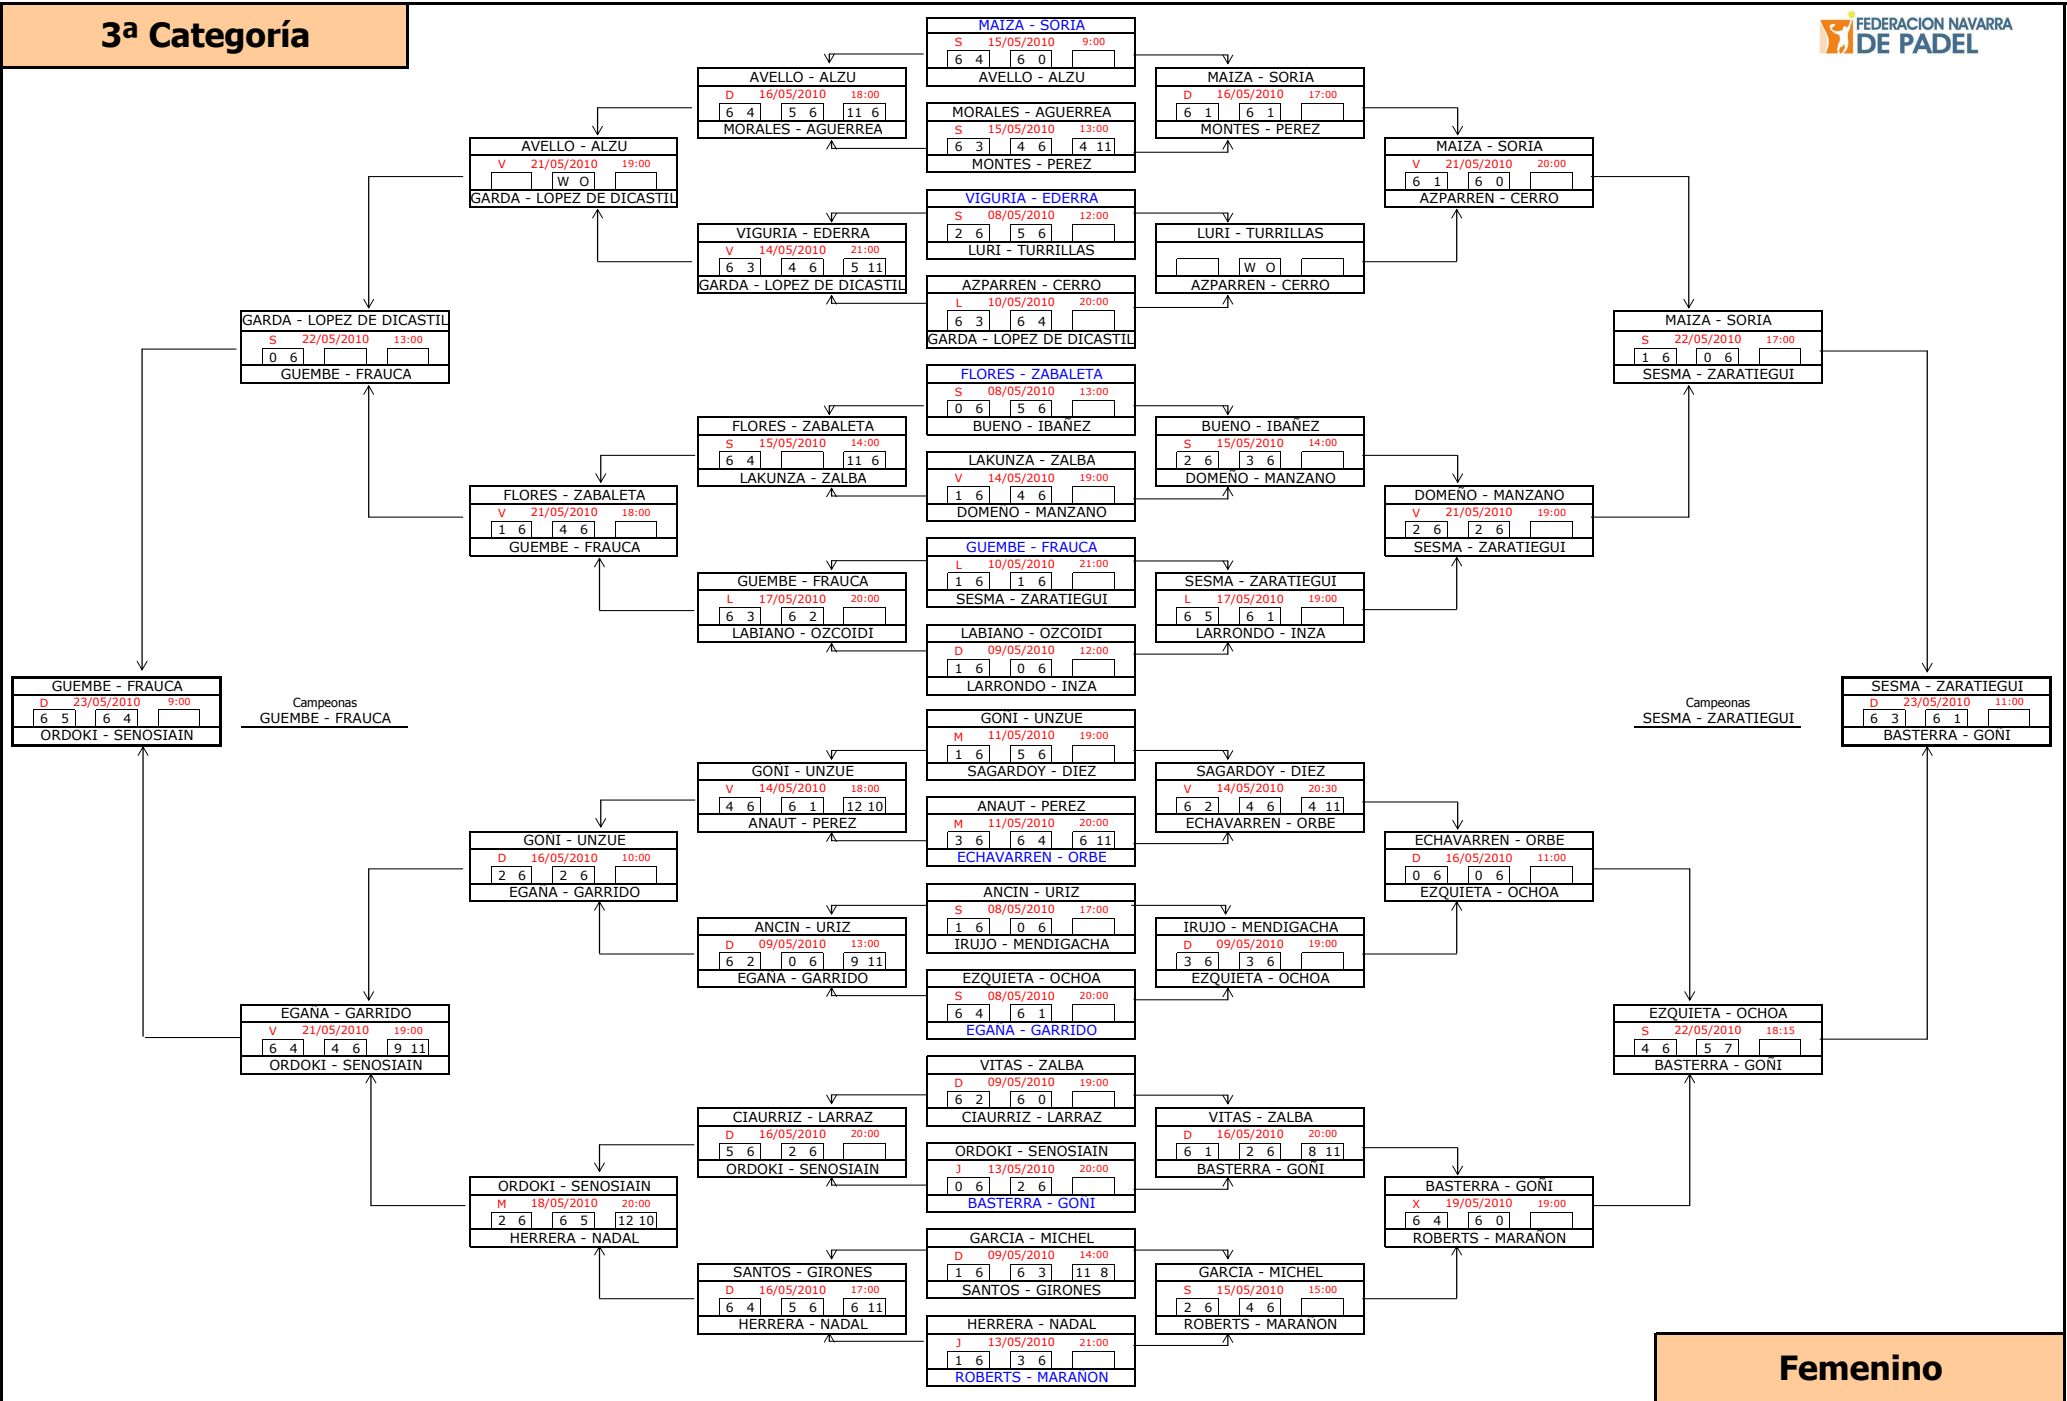 3ª Categoría
FEDERACION NAVARRA
DE PADEL
GUEMBE - FRAUCA
D 23/05/2010 9:00
6 5 6 4
ORDOKI - SENOSIAIN
Campeonas
GUEMBE - FRAUCA
GARDA - LOPEZ DE DICASTIL
S 22/05/2010 13:00
0 6
GUEMBE - FRAUCA
EGAÑA - GARRIDO
V 21/05/2010 19:00
6 4 4 6 9 11
ORDOKI - SENOSIAIN
AVELLO - ALZU
V 21/05/2010 19:00
W O
GARDA - LOPEZ DE DICASTIL
FLORES - ZABALETA
V 21/05/2010 18:00
1 6 4 6
GUEMBE - FRAUCA
GOÑI - UNZUE
D 16/05/2010 10:00
2 6 2 6
EGAÑA - GARRIDO
ORDOKI - SENOSIAIN
M 18/05/2010 20:00
2 6 6 5 12 10
HERRERA - NADAL
AVELLO - ALZU
D 16/05/2010 18:00
6 4 5 6 11 6
MORALES - AGUERREA
VIGURIA - EDERRA
V 14/05/2010 21:00
6 3 4 6 5 11
GARDA - LOPEZ DE DICASTIL
FLORES - ZABALETA
S 15/05/2010 14:00
6 4 11 6
LAKUNZA - ZALBA
GUEMBE - FRAUCA
L 17/05/2010 20:00
6 3 6 2
LABIANO - OZCOIDI
GOÑI - UNZUE
V 14/05/2010 18:00
4 6 6 1 12 10
ANAUT - PEREZ
ANCIN - URIZ
D 09/05/2010 13:00
6 2 0 6 9 11
EGAÑA - GARRIDO
CIAURRIZ - LARRAZ
D 16/05/2010 20:00
5 6 2 6
ORDOKI - SENOSIAIN
SANTOS - GIRONES
D 16/05/2010 17:00
6 4 5 6 6 11
HERRERA - NADAL
MAIZA - SORIA
S 15/05/2010 9:00
6 4 6 0
AVELLO - ALZU
MORALES - AGUERREA
S 15/05/2010 13:00
6 3 4 6 4 11
MONTES - PEREZ
VIGURIA - EDERRA
S 08/05/2010 12:00
2 6 5 6
LURI - TURRILLAS
AZPARREN - CERRO
L 10/05/2010 20:00
6 3 6 4
GARDA - LOPEZ DE DICASTIL
FLORES - ZABALETA
S 08/05/2010 13:00
0 6 5 6
BUENO - IBAÑEZ
LAKUNZA - ZALBA
V 14/05/2010 19:00
1 6 4 6
DOMEÑO - MANZANO
GUEMBE - FRAUCA
L 10/05/2010 21:00
1 6 1 6
SESMA - ZARATIEGUI
LABIANO - OZCOIDI
D 09/05/2010 12:00
1 6 0 6
LARRONDO - INZA
GOÑI - UNZUE
M 11/05/2010 19:00
1 6 5 6
SAGARDOY - DIEZ
ANAUT - PEREZ
M 11/05/2010 20:00
3 6 6 4 6 11
ECHAVARREN - ORBE
ANCIN - URIZ
S 08/05/2010 17:00
1 6 0 6
IRUJO - MENDIGACHA
EZQUIETA - OCHOA
S 08/05/2010 20:00
6 4 6 1
EGAÑA - GARRIDO
VITAS - ZALBA
D 09/05/2010 19:00
6 2 6 0
CIAURRIZ - LARRAZ
ORDOKI - SENOSIAIN
J 13/05/2010 20:00
0 6 2 6
BASTERRA - GOÑI
GARCIA - MICHEL
D 09/05/2010 14:00
1 6 6 3 11 8
SANTOS - GIRONES
HERRERA - NADAL
J 13/05/2010 21:00
1 6 3 6
ROBERTS - MARAÑON
MAIZA - SORIA
D 16/05/2010 17:00
6 1 6 1
MONTES - PEREZ
LURI - TURRILLAS
W O
AZPARREN - CERRO
BUENO - IBAÑEZ
S 15/05/2010 14:00
2 6 3 6
DOMEÑO - MANZANO
SESMA - ZARATIEGUI
L 17/05/2010 19:00
6 5 6 1
LARRONDO - INZA
SAGARDOY - DIEZ
V 14/05/2010 20:30
6 2 4 6 4 11
ECHAVARREN - ORBE
IRUJO - MENDIGACHA
D 09/05/2010 19:00
3 6 3 6
EZQUIETA - OCHOA
VITAS - ZALBA
D 16/05/2010 20:00
6 1 2 6 8 11
BASTERRA - GOÑI
GARCIA - MICHEL
S 15/05/2010 15:00
2 6 4 6
ROBERTS - MARAÑON
MAIZA - SORIA
V 21/05/2010 20:00
6 1 6 0
AZPARREN - CERRO
DOMEÑO - MANZANO
V 21/05/2010 19:00
2 6 2 6
SESMA - ZARATIEGUI
ECHAVARREN - ORBE
D 16/05/2010 11:00
0 6 0 6
EZQUIETA - OCHOA
BASTERRA - GOÑI
X 19/05/2010 19:00
6 4 6 0
ROBERTS - MARAÑON
MAIZA - SORIA
S 22/05/2010 17:00
1 6 0 6
SESMA - ZARATIEGUI
EZQUIETA - OCHOA
S 22/05/2010 18:15
4 6 5 7
BASTERRA - GOÑI
Campeonas
SESMA - ZARATIEGUI
SESMA - ZARATIEGUI
D 23/05/2010 11:00
6 3 6 1
BASTERRA - GOÑI
Femenino